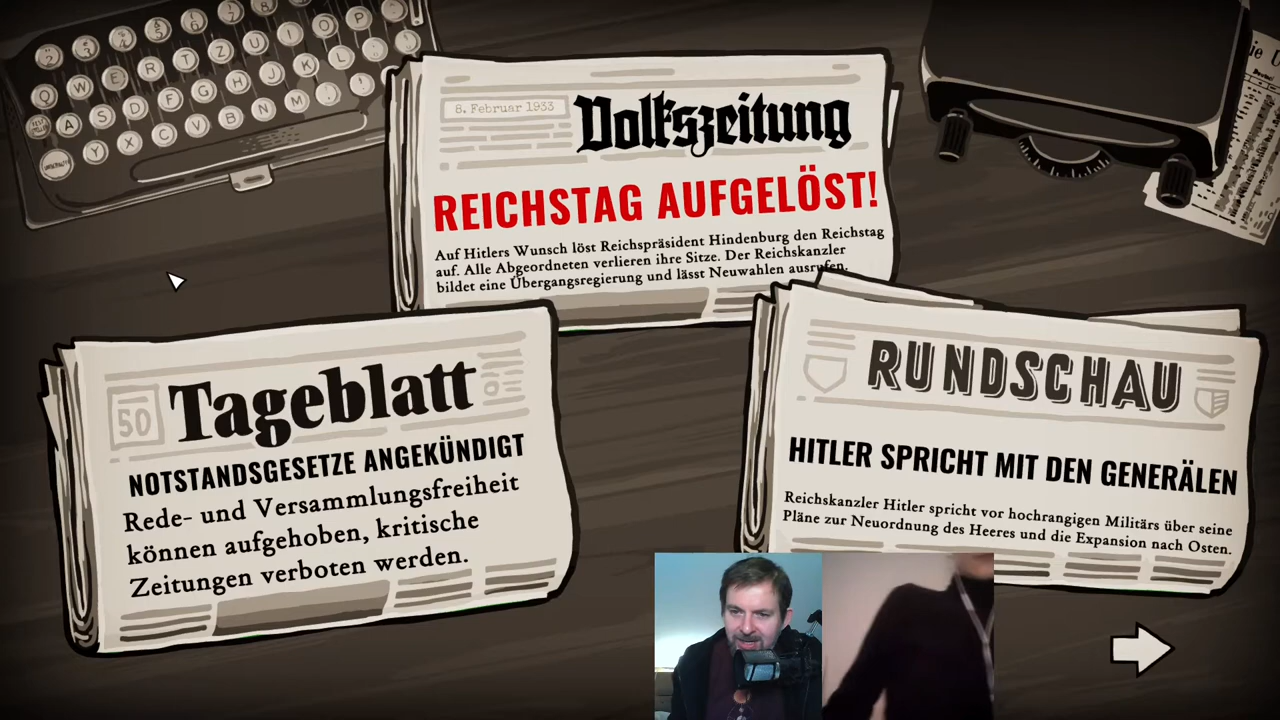 8. Februar 1933
Volkszeitung
REICHSTAG AUFGELÖST!
Auf Hitlers Wunsch löst Reichspräsident Hindenburg den Reichstag
auf. Alle Abgeordneten verlieren ihre Sitze. Der Reichskanzler
bildet eine Übergangsregierung und lässt Neuwahlen ausrufen.
50
Tageblatt
NOTSTANDSGESETZE ANGEKÜNDIGT
Rede- und Versammlungsfreiheit
können aufgehoben, kritische
Zeitungen verboten werden.
RUNDSCHAU
HITLER SPRICHT MIT DEN GENERÄLEN
Reichskanzler Hitler spricht vor hochrangigen Militärs über seine
Pläne zur Neuordnung des Heeres und die Expansion nach Osten.
Q W E R T Z U I O P
A S D F G H J K L
Y X C V B N M